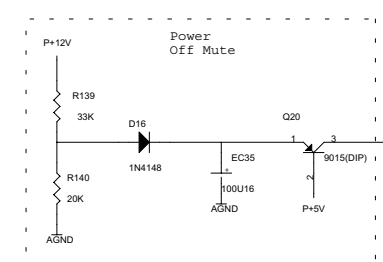 Power
Off Mute
P+12V
R139
33K
D16
1N4148
Q20
1
3
9015(DIP)
2
P+5V
EC35
+
100U16
AGND
R140
20K
AGND